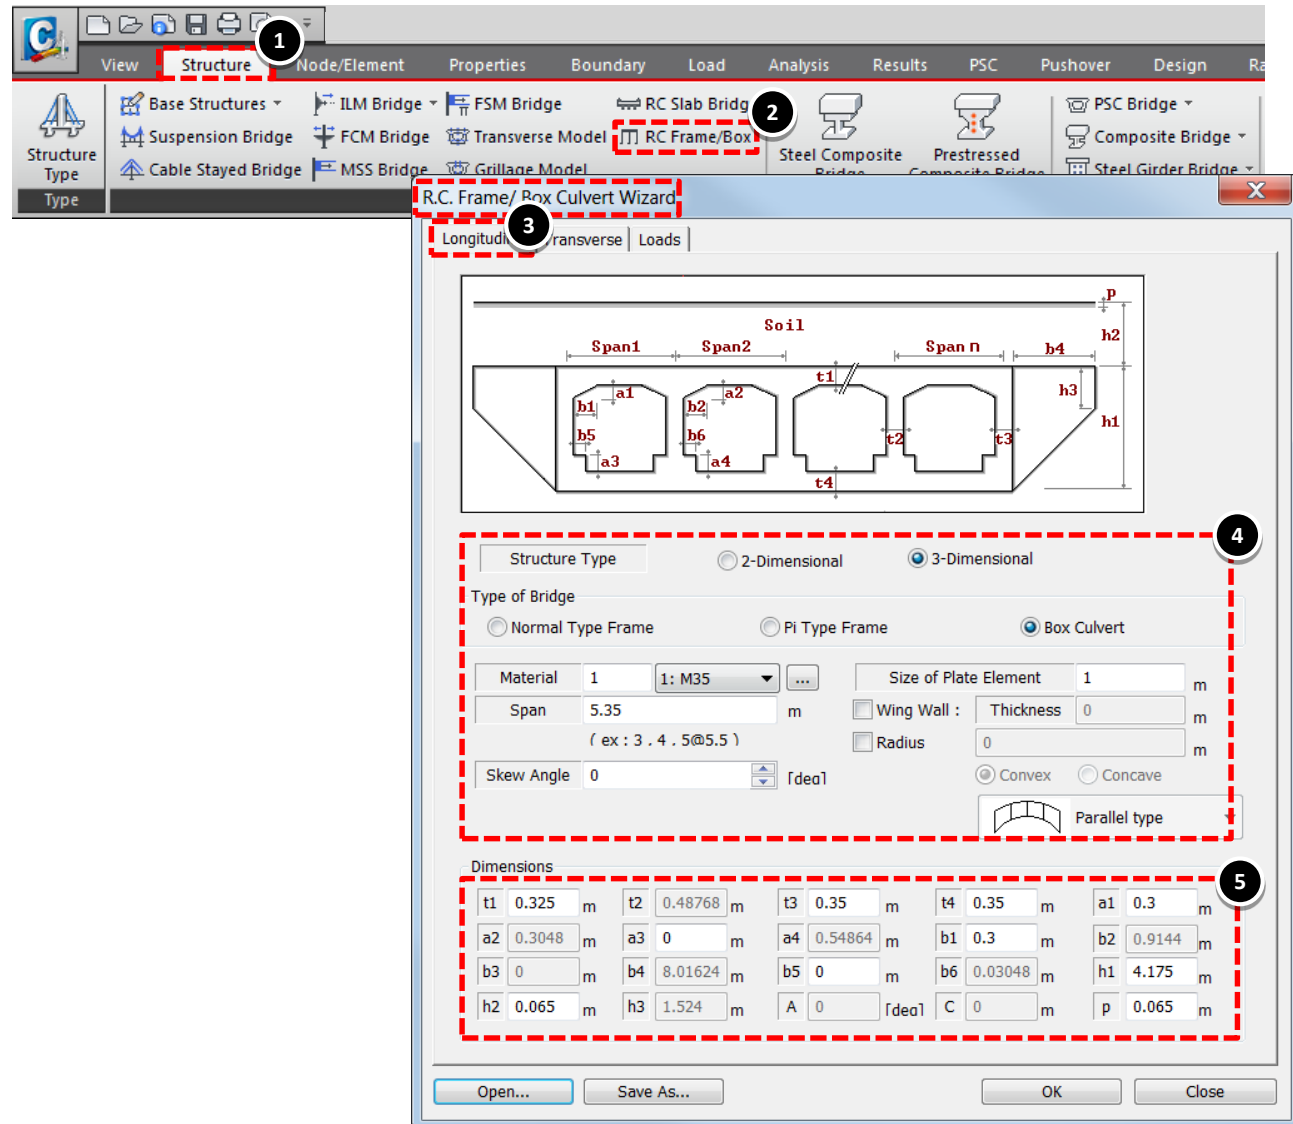 1
View Structure Node/Element Properties Boundary Load Analysis Results PSC Pushover Design
Base Structures ILM Bridge FSM Bridge RC Slab 2 PSC Bridge
Suspension Bridge FCM Bridge Transverse Model RC Frame/Box Composite Bridge
Structure Type Steel Composite Prestressed
Cable Stayed Bridge MSS Bridge Grillage Model Bridge Composite Bridge Steel Girder Bridge
Type
R.C. Frame/ Box Culvert Wizard X
3
Transverse Loads
p
Soil h2
Span1 Span2 Span n b4
t1
a1 a2 h3
b1 b2 h1
b5 b6 t2 t3
a3 a4
t4
4
Structure Type 2-Dimensional 3-Dimensional
Type of Bridge
Normal Type Frame Pi Type Frame Box Culvert
Material 1 1: M35 ... Size of Plate Element 1 m
Span 5.35 m Wing Wall : Thickness 0 m
( ex : 3 , 4 , 5@5.5 ) Radius 0 m
Skew Angle 0 [deg] Convex Concave
Parallel type
Dimensions 5
t1 0.325 m t2 0.48768 m t3 0.35 m t4 0.35 m a1 0.3 m
a2 0.3048 m a3 0 m a4 0.54864 m b1 0.3 m b2 0.9144 m
b3 0 m b4 8.01624 m b5 0 m b6 0.03048 m h1 4.175 m
h2 0.065 m h3 1.524 m A 0 [deg] C 0 m p 0.065 m
Open... Save As... OK Close